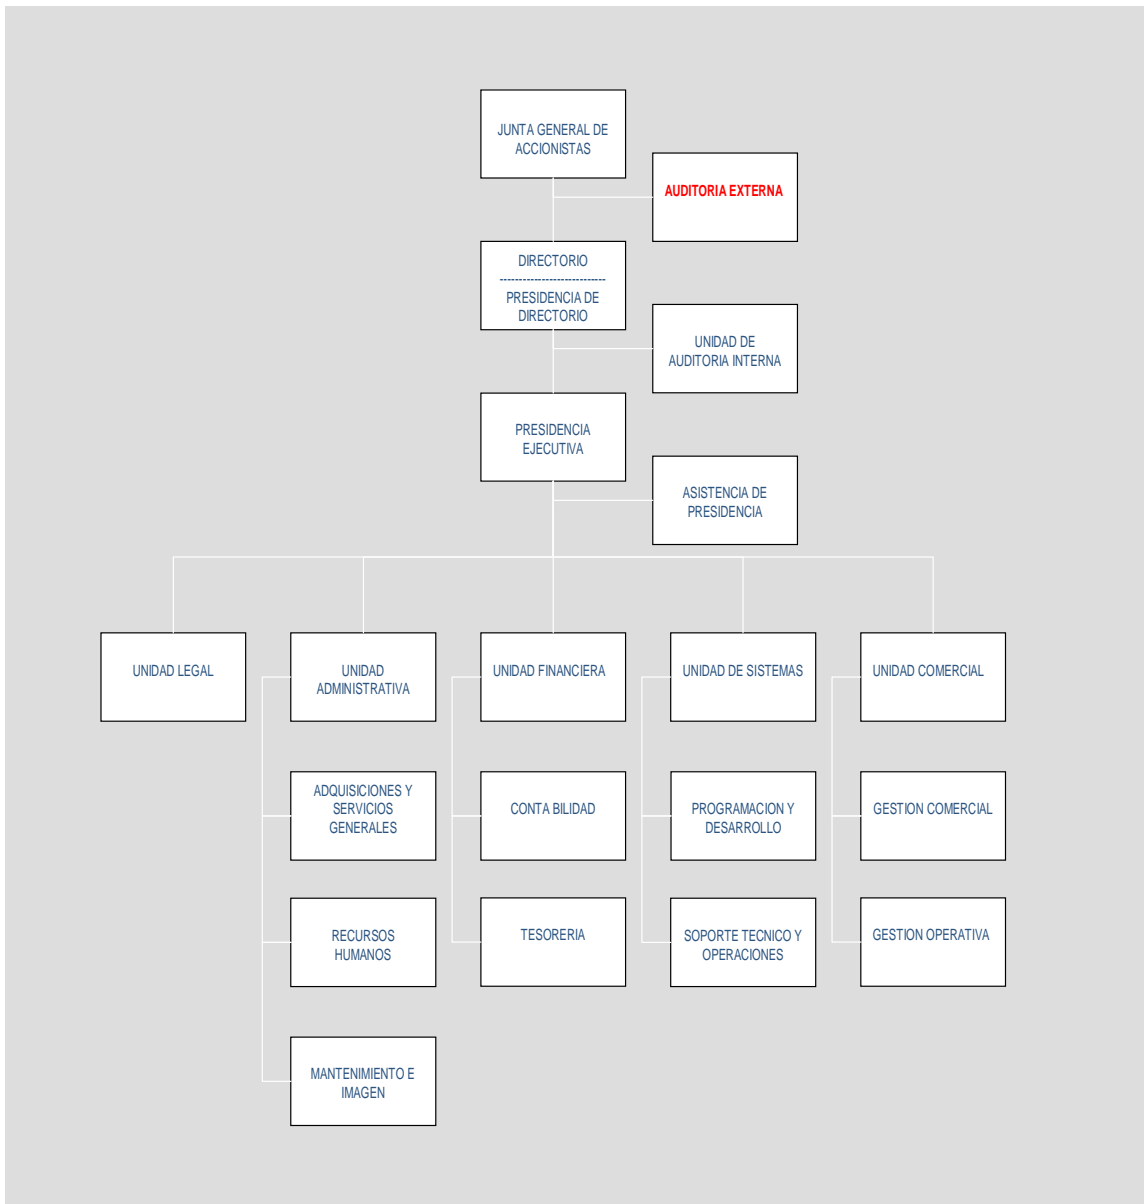 JUNTA GENERAL DE
ACCIONISTAS
AUDITORIA EXTERNA
DIRECTORIO
----------------------------
PRESIDENCIA DE
DIRECTORIO
UNIDAD DE
AUDITORIA INTERNA
PRESIDENCIA
EJECUTIVA
ASISTENCIA DE
PRESIDENCIA
UNIDAD LEGAL
UNIDAD
ADMINISTRATIVA
UNIDAD FINANCIERA
UNIDAD DE SISTEMAS
UNIDAD COMERCIAL
ADQUISICIONES Y
SERVICIOS
GENERALES
CONTA BILIDAD
PROGRAMACION Y
DESARROLLO
GESTION COMERCIAL
RECURSOS
HUMANOS
TESORERIA
SOPORTE TECNICO Y
OPERACIONES
GESTION OPERATIVA
MANTENIMIENTO E
IMAGEN